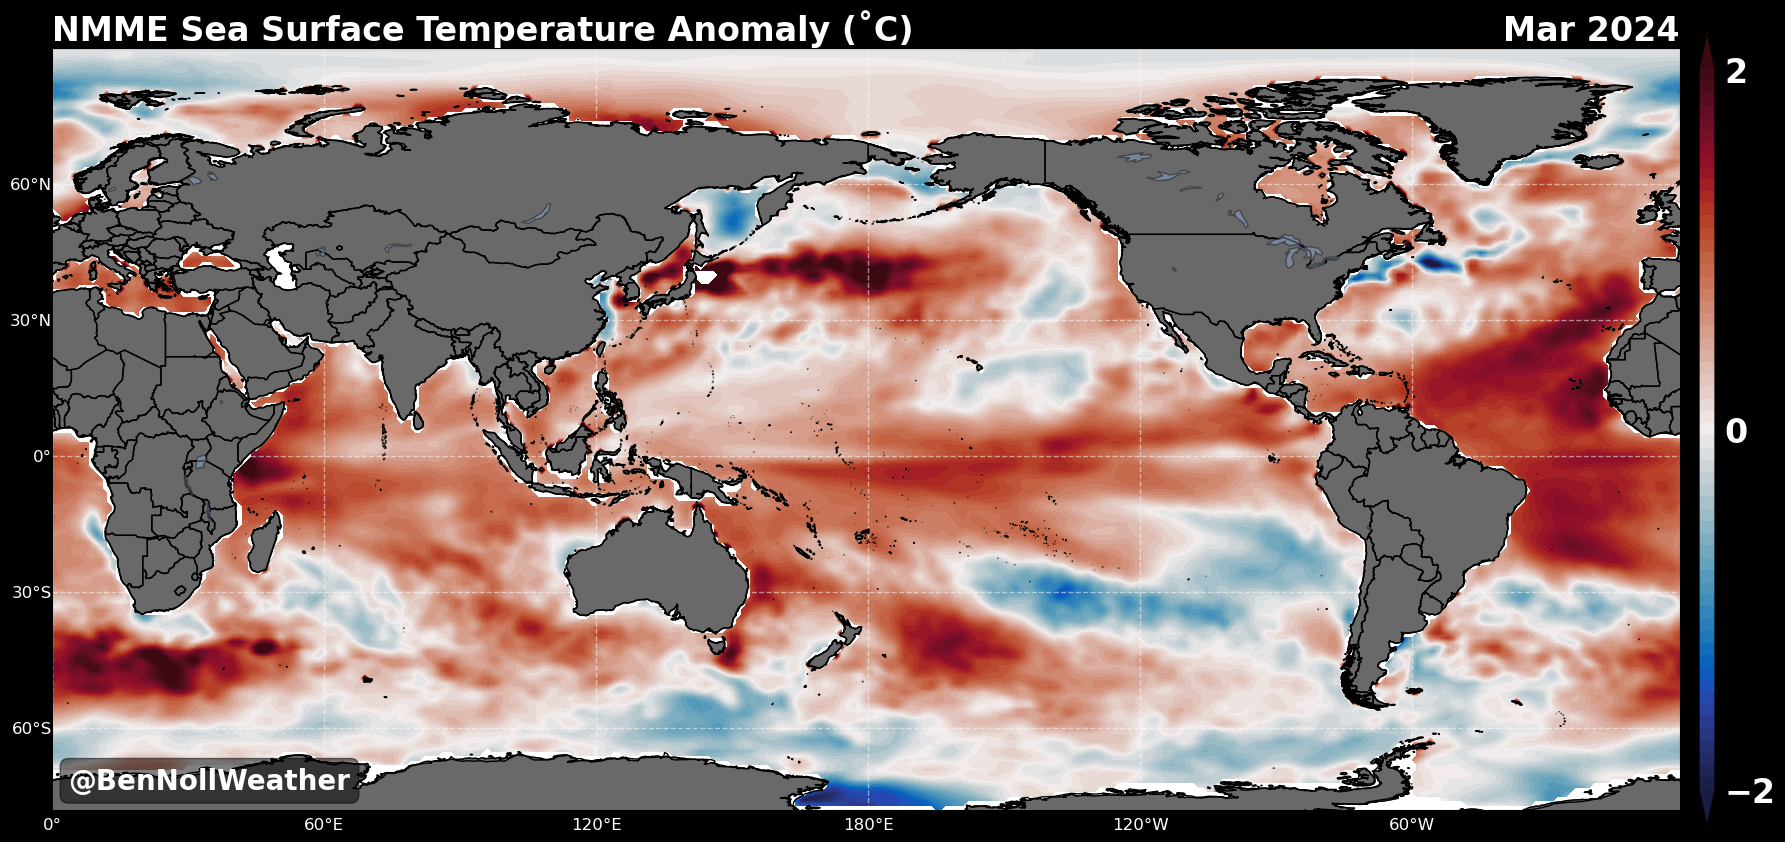 NMME Sea Surface Temperature Anomaly (˚C)
Mar 2024
2
0
−2
60°N
30°N
0°
30°S
60°S
@BenNollWeather
0°
60°E
120°E
180°E
120°W
60°W